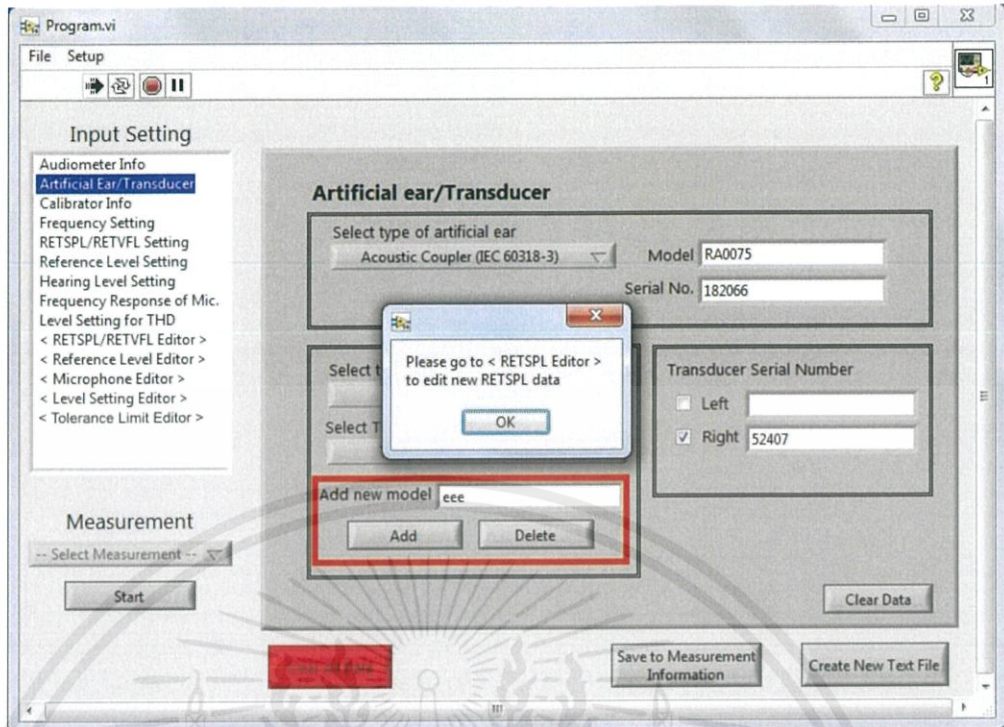 Program.vi
File Setup
1
Input Setting
Audiometer Info
Artificial Ear/Transducer
Calibrator Info
Frequency Setting
RETSPL/RETVFL Setting
Reference Level Setting
Hearing Level Setting
Frequency Response of Mic.
Level Setting for THD
< RETSPL/RETVFL Editor >
< Reference Level Editor >
< Microphone Editor >
< Level Setting Editor >
< Tolerance Limit Editor >
Measurement
-- Select Measurement --
Start
Artificial ear/Transducer
Select type of artificial ear
Acoustic Coupler (IEC 60318-3)
Model RA0075
Serial No. 182066
Please go to < RETSPL Editor >
to edit new RETSPL data
OK
Select
Select T
Transducer Serial Number
Left
Right 52407
Add new model eee
Add Delete
Clear Data
Save to Measurement
Information
Create New Text File